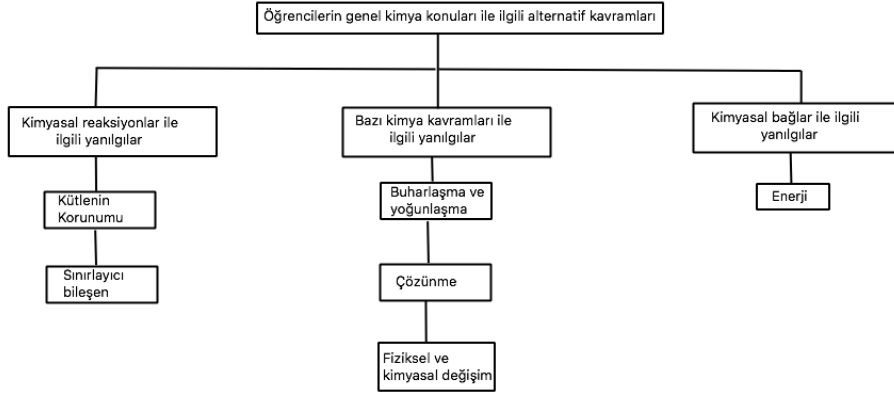 Öğrencilerin genel kimya konuları ile ilgili alternatif kavramları
Kimyasal reaksiyonlar ile
ilgili yanılgılar
Kütlenin
Korunumu
Sınırlayıcı
bileşen
Bazı kimya kavramları ile
ilgili yanılgılar
Buharlaşma ve
yoğunlaşma
Çözünme
Fiziksel ve
kimyasal değişim
Kimyasal bağlar ile ilgili
yanılgılar
Enerji